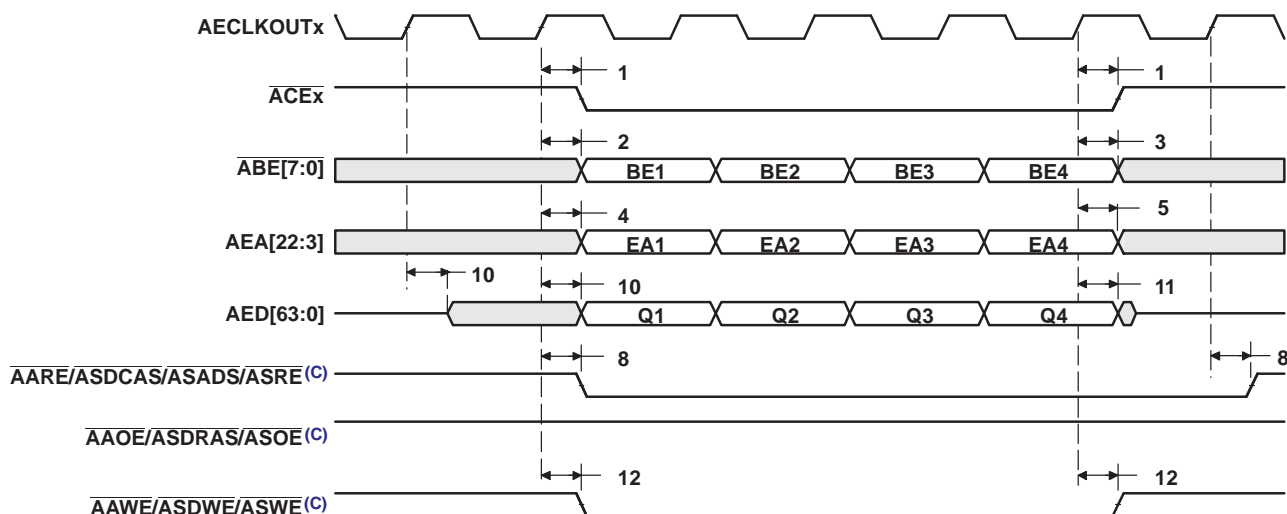 AECLKOUTx
1 1
ACEx
2 3
ABE[7:0] BE1 BE2 BE3 BE4
4 5
AEA[22:3] EA1 EA2 EA3 EA4
10 10 11
AED[63:0] Q1 Q2 Q3 Q4
8 8
AARE/ASDCAS/ASADS/ASRE(C)
AAOE/ASDRAS/ASOE(C)
12 12
AAWE/ASDWE/ASWE(C)